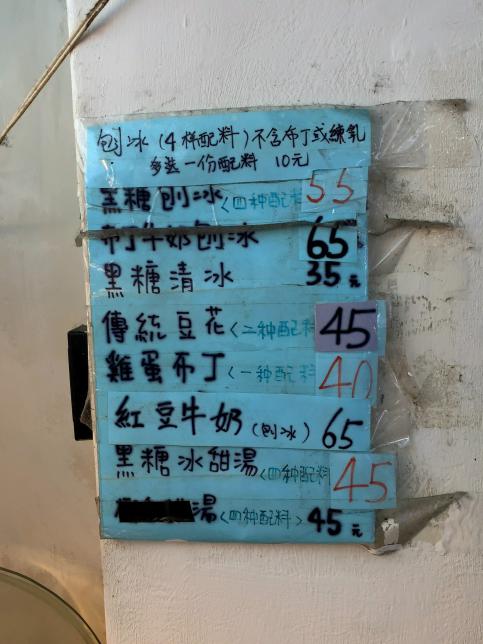 刨冰(4样配料)不含布丁或練乳
多送一份配料 10元
黑糖刨冰<四种配料 55
布丁牛奶刨冰 65
黑糖清冰 35元
傳統豆花<二种配料 45
雞蛋布丁<一种配料 40
紅豆牛奶(刨冰) 65
黑糖冰甜湯<四种配料 45
湯<四种配料> 45元